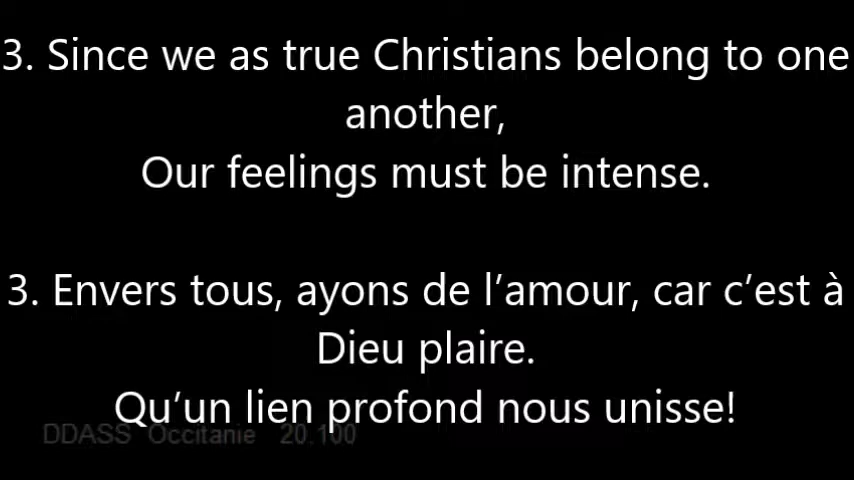 3. Since we as true Christians belong to one
another,
Our feelings must be intense.
3. Envers tous, ayons de l’amour, car c’est à
Dieu plaire.
Qu’un lien profond nous unisse!
DDASS Occitanie 20.100